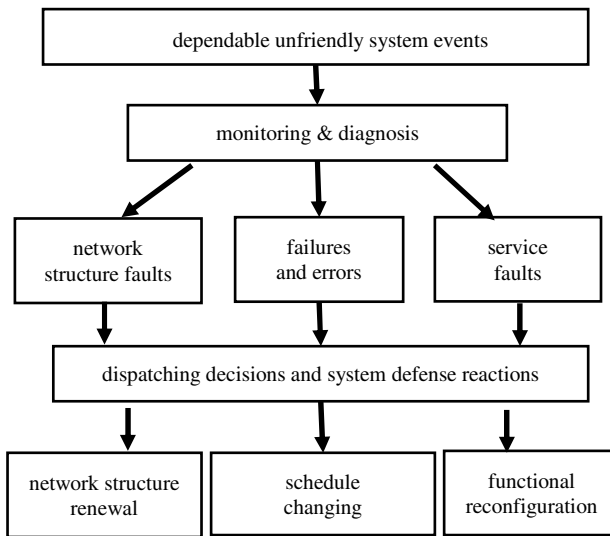 dependable unfriendly system events
monitoring & diagnosis
network
structure faults
failures
and errors
service
faults
dispatching decisions and system defense reactions
network structure
renewal
schedule
changing
functional
reconfiguration